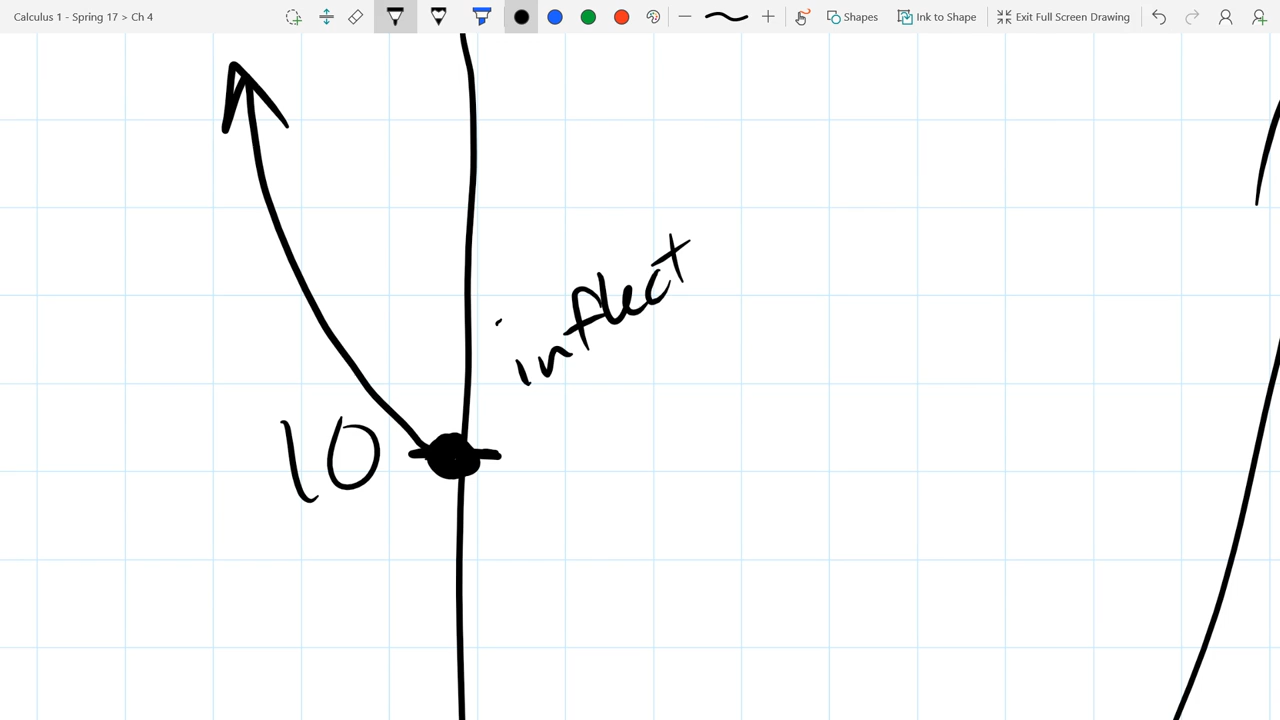 Calculus 1 - Spring 17 > Ch 4
Shapes
Ink to Shape
Exit Full Screen Drawing
inflect
10